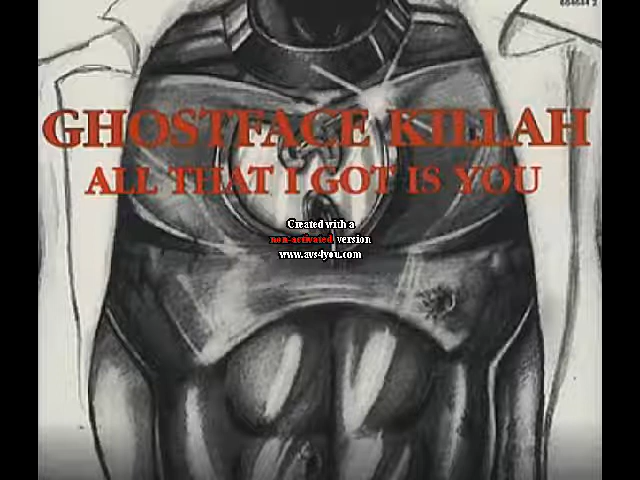 GHOSTFACE KILLAH
ALL THAT I GOT IS YOU
Created with a
non-activated version
www.avs4you.com